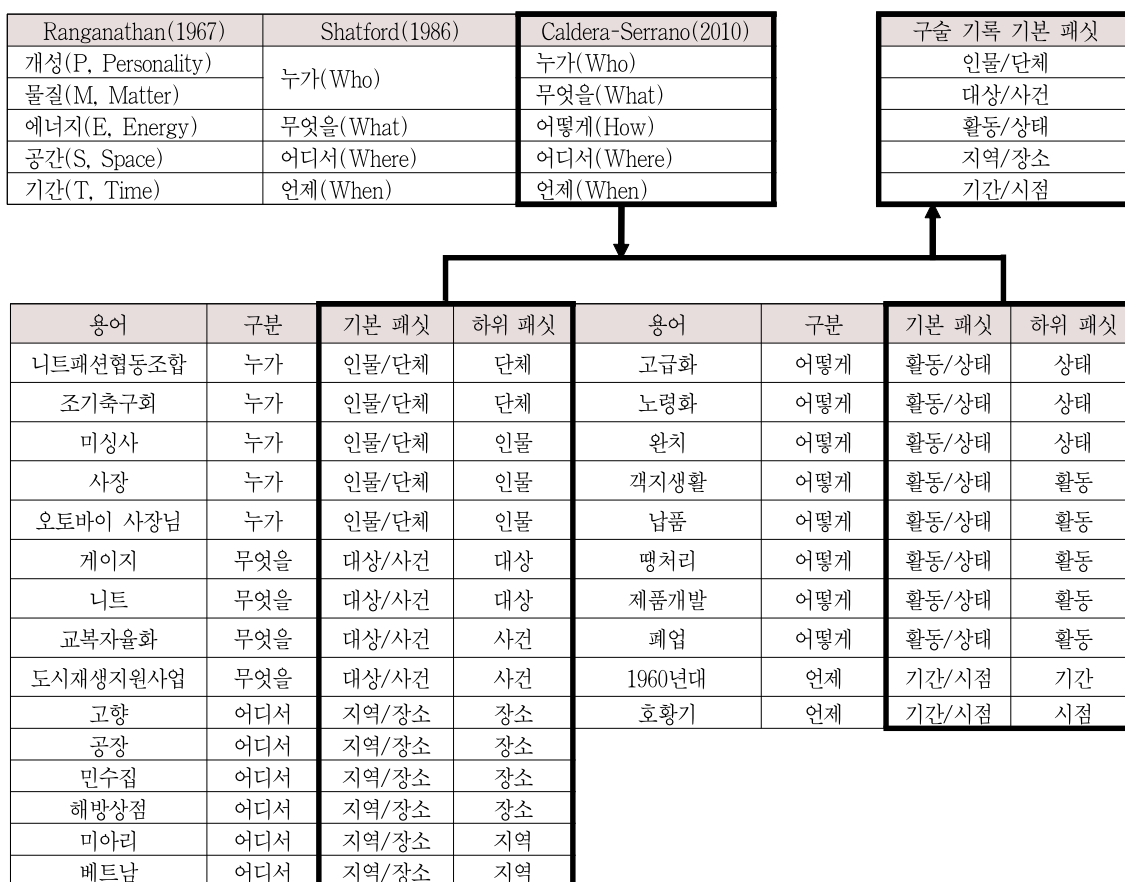 Ranganathan(1967) Shatford(1986) Caldera-Serrano(2010) 구술 기록 기본 패싯
개성(P, Personality) 누가(Who) 누가(Who) 인물/단체
물질(M, Matter) 무엇을(What) 대상/사건
에너지(E, Energy) 무엇을(What) 어떻게(How) 활동/상태
공간(S, Space) 어디서(Where) 어디서(Where) 지역/장소
기간(T, Time) 언제(When) 언제(When) 기간/시점
용어 구분 기본 패싯 하위 패싯 용어 구분 기본 패싯 하위 패싯
니트패션협동조합 누가 인물/단체 단체 고급화 어떻게 활동/상태 상태
조기축구회 누가 인물/단체 단체 노령화 어떻게 활동/상태 상태
미싱사 누가 인물/단체 인물 완치 어떻게 활동/상태 상태
사장 누가 인물/단체 인물 객지생활 어떻게 활동/상태 활동
오토바이 사장님 누가 인물/단체 인물 납품 어떻게 활동/상태 활동
게이지 무엇을 대상/사건 대상 땡처리 어떻게 활동/상태 활동
니트 무엇을 대상/사건 대상 제품개발 어떻게 활동/상태 활동
교복자율화 무엇을 대상/사건 사건 폐업 어떻게 활동/상태 활동
도시재생지원사업 무엇을 대상/사건 사건 1960년대 언제 기간/시점 기간
고향 어디서 지역/장소 장소 호황기 언제 기간/시점 시점
공장 어디서 지역/장소 장소
민수집 어디서 지역/장소 장소
해방상점 어디서 지역/장소 장소
미아리 어디서 지역/장소 지역
베트남 어디서 지역/장소 지역